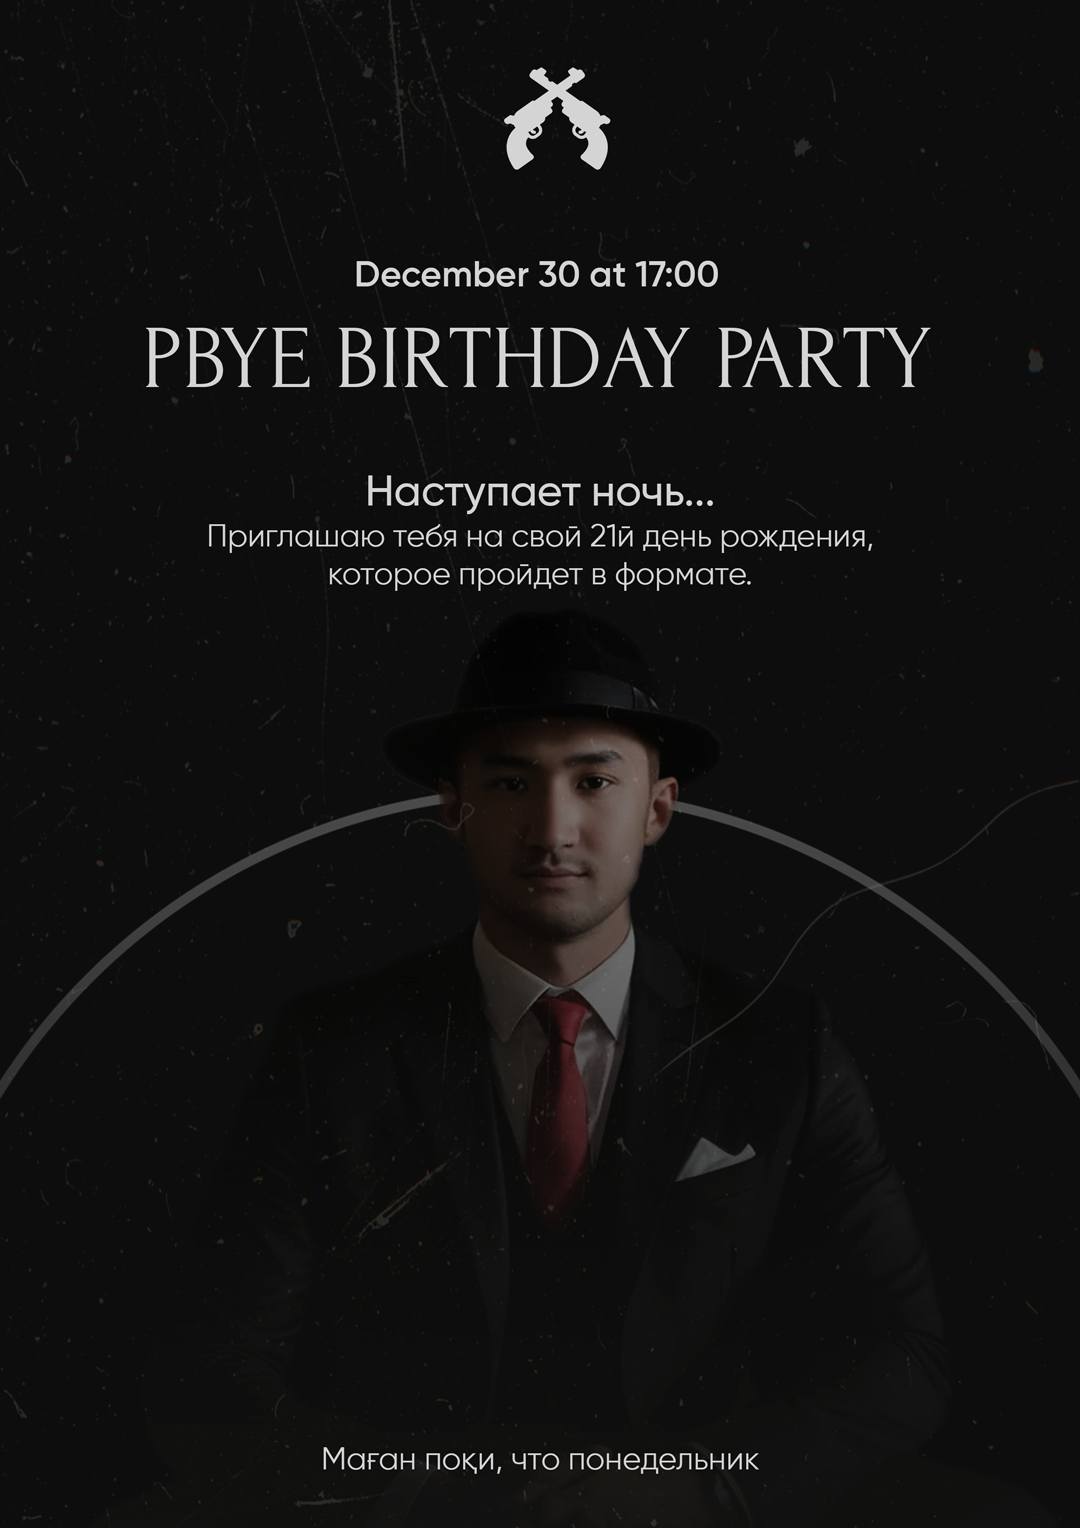 December 30 at 17:00
PBYE BIRTHDAY PARTY
Наступает ночь...
Приглашаю тебя на свой 21й день рождения,
которое пройдет в формате.
Маған поқи, что понедельник